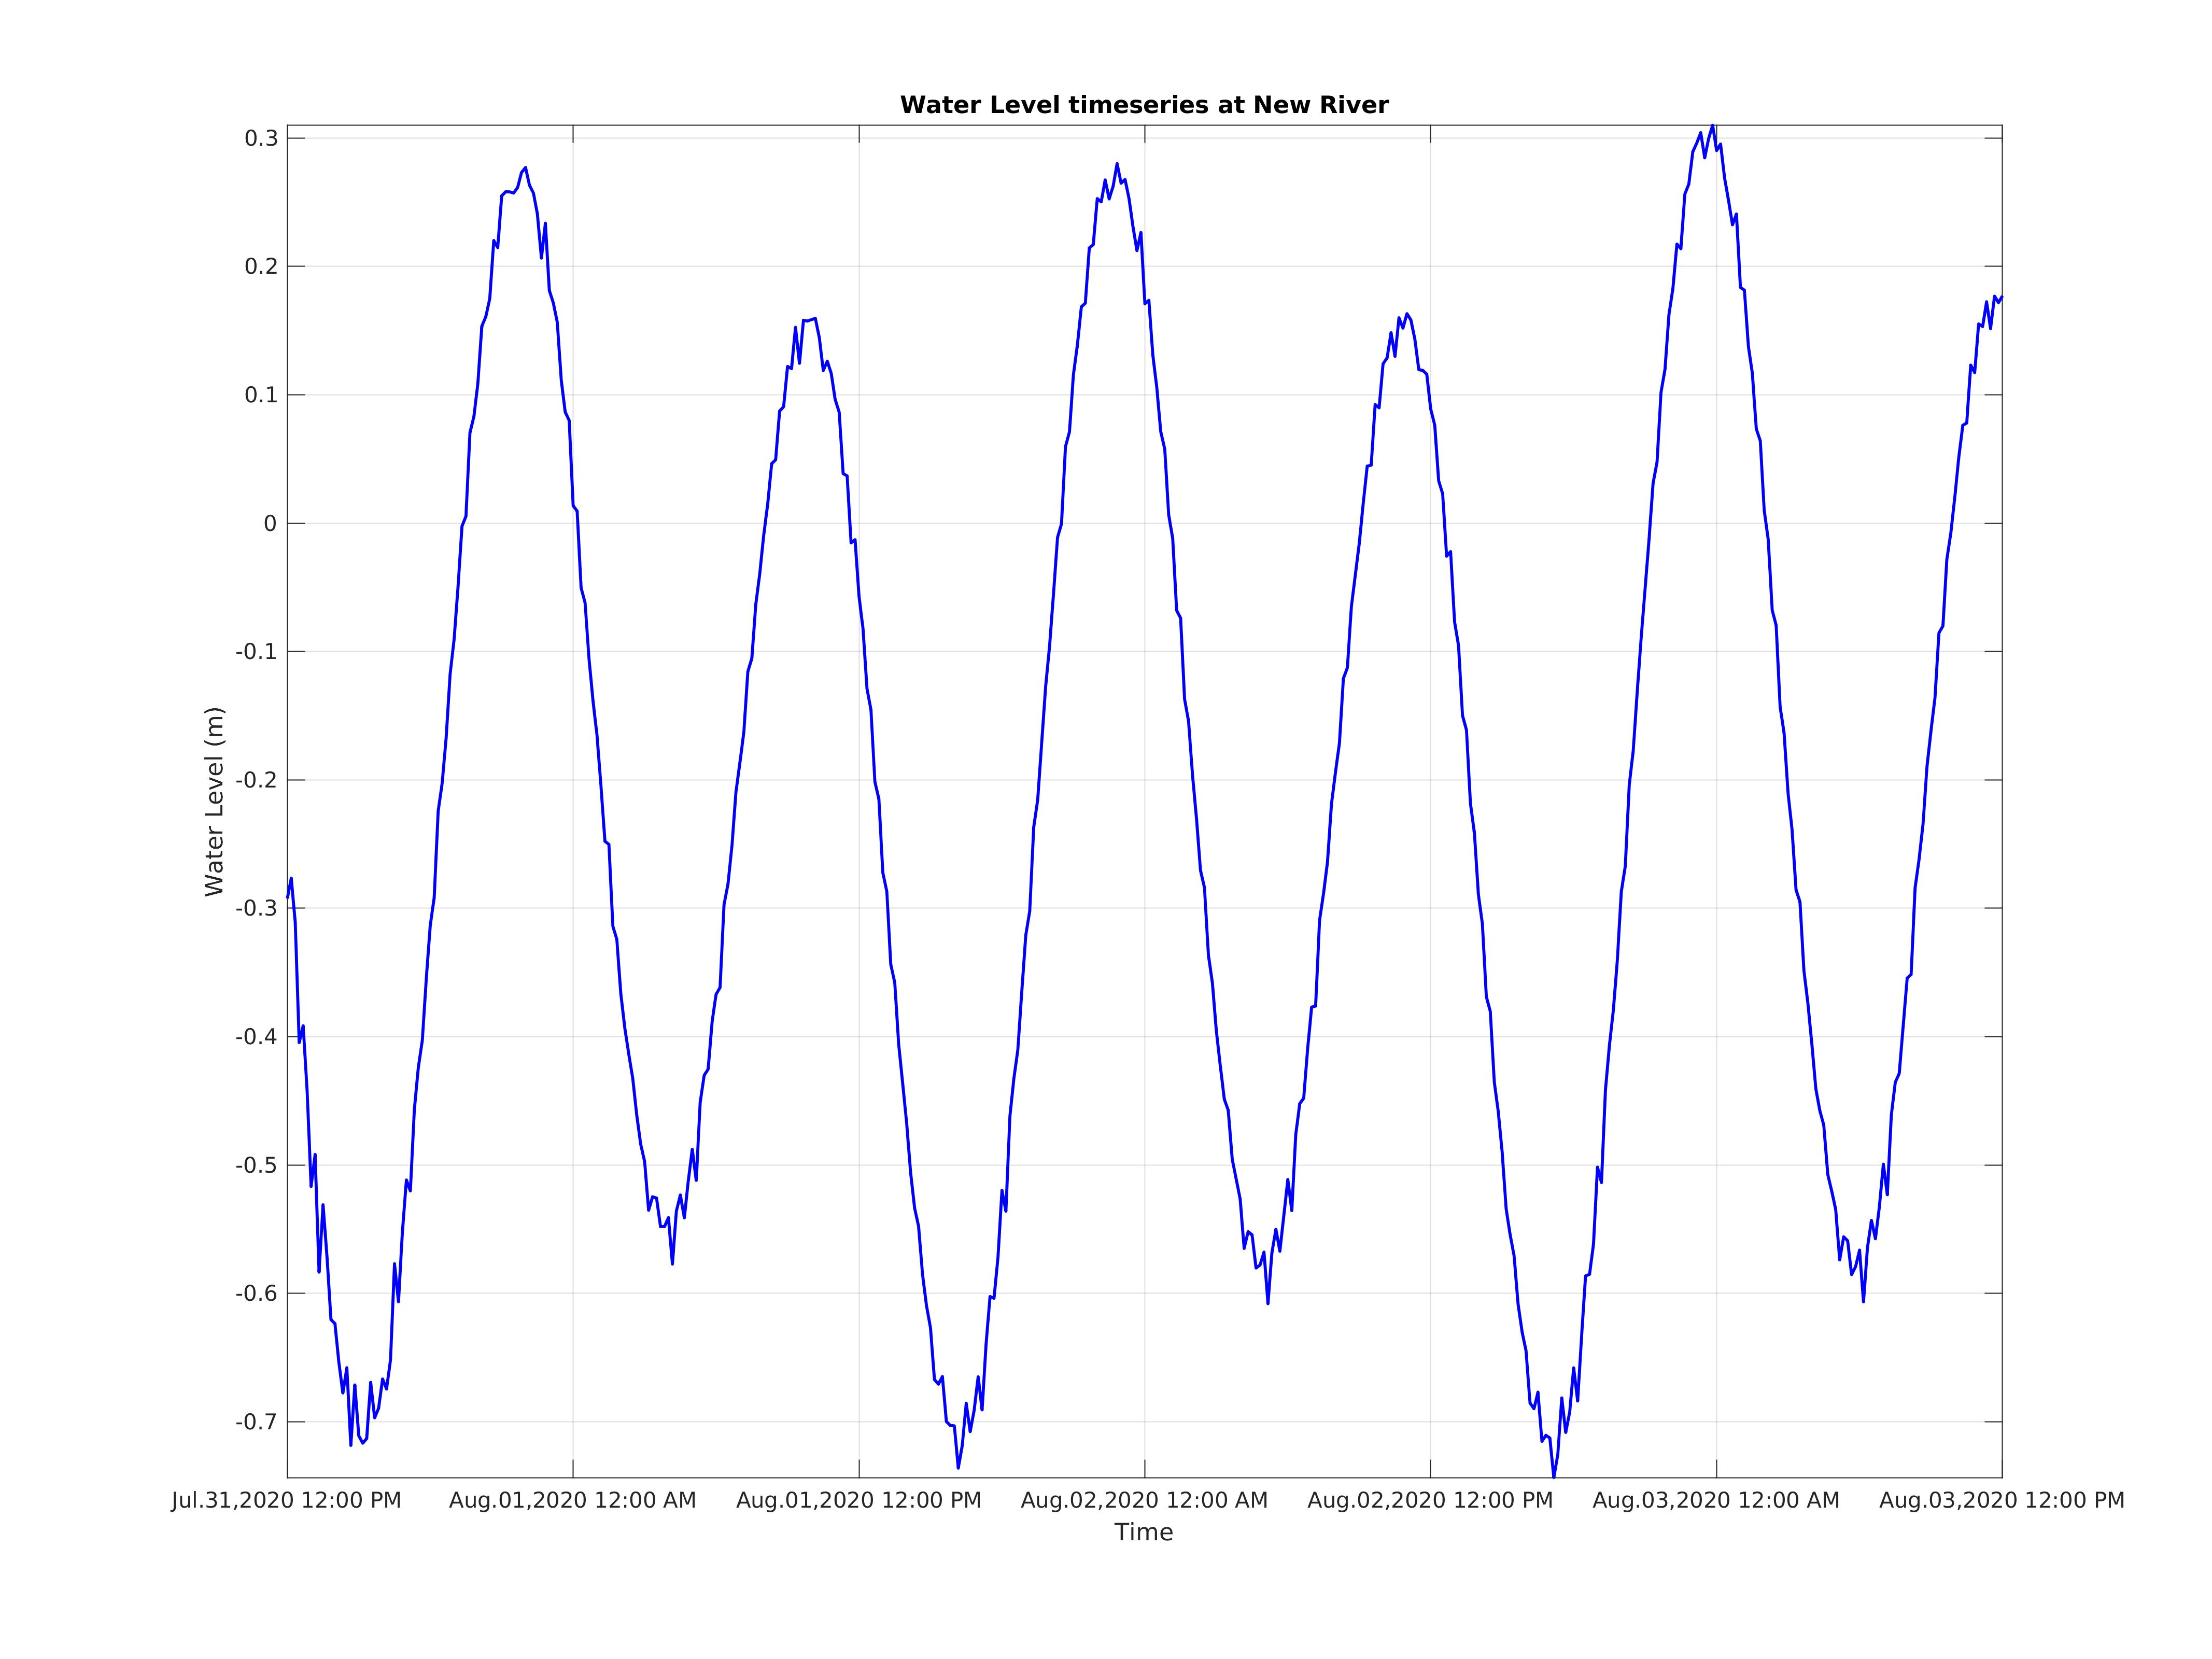 Water Level timeseries at New River
0.3
0.2
0.1
0
-0.1
-0.2
-0.3
-0.4
-0.5
-0.6
-0.7
Water Level (m)
Jul.31,2020 12:00 PM
Aug.01,2020 12:00 AM
Aug.01,2020 12:00 PM
Aug.02,2020 12:00 AM
Aug.02,2020 12:00 PM
Aug.03,2020 12:00 AM
Aug.03,2020 12:00 PM
Time